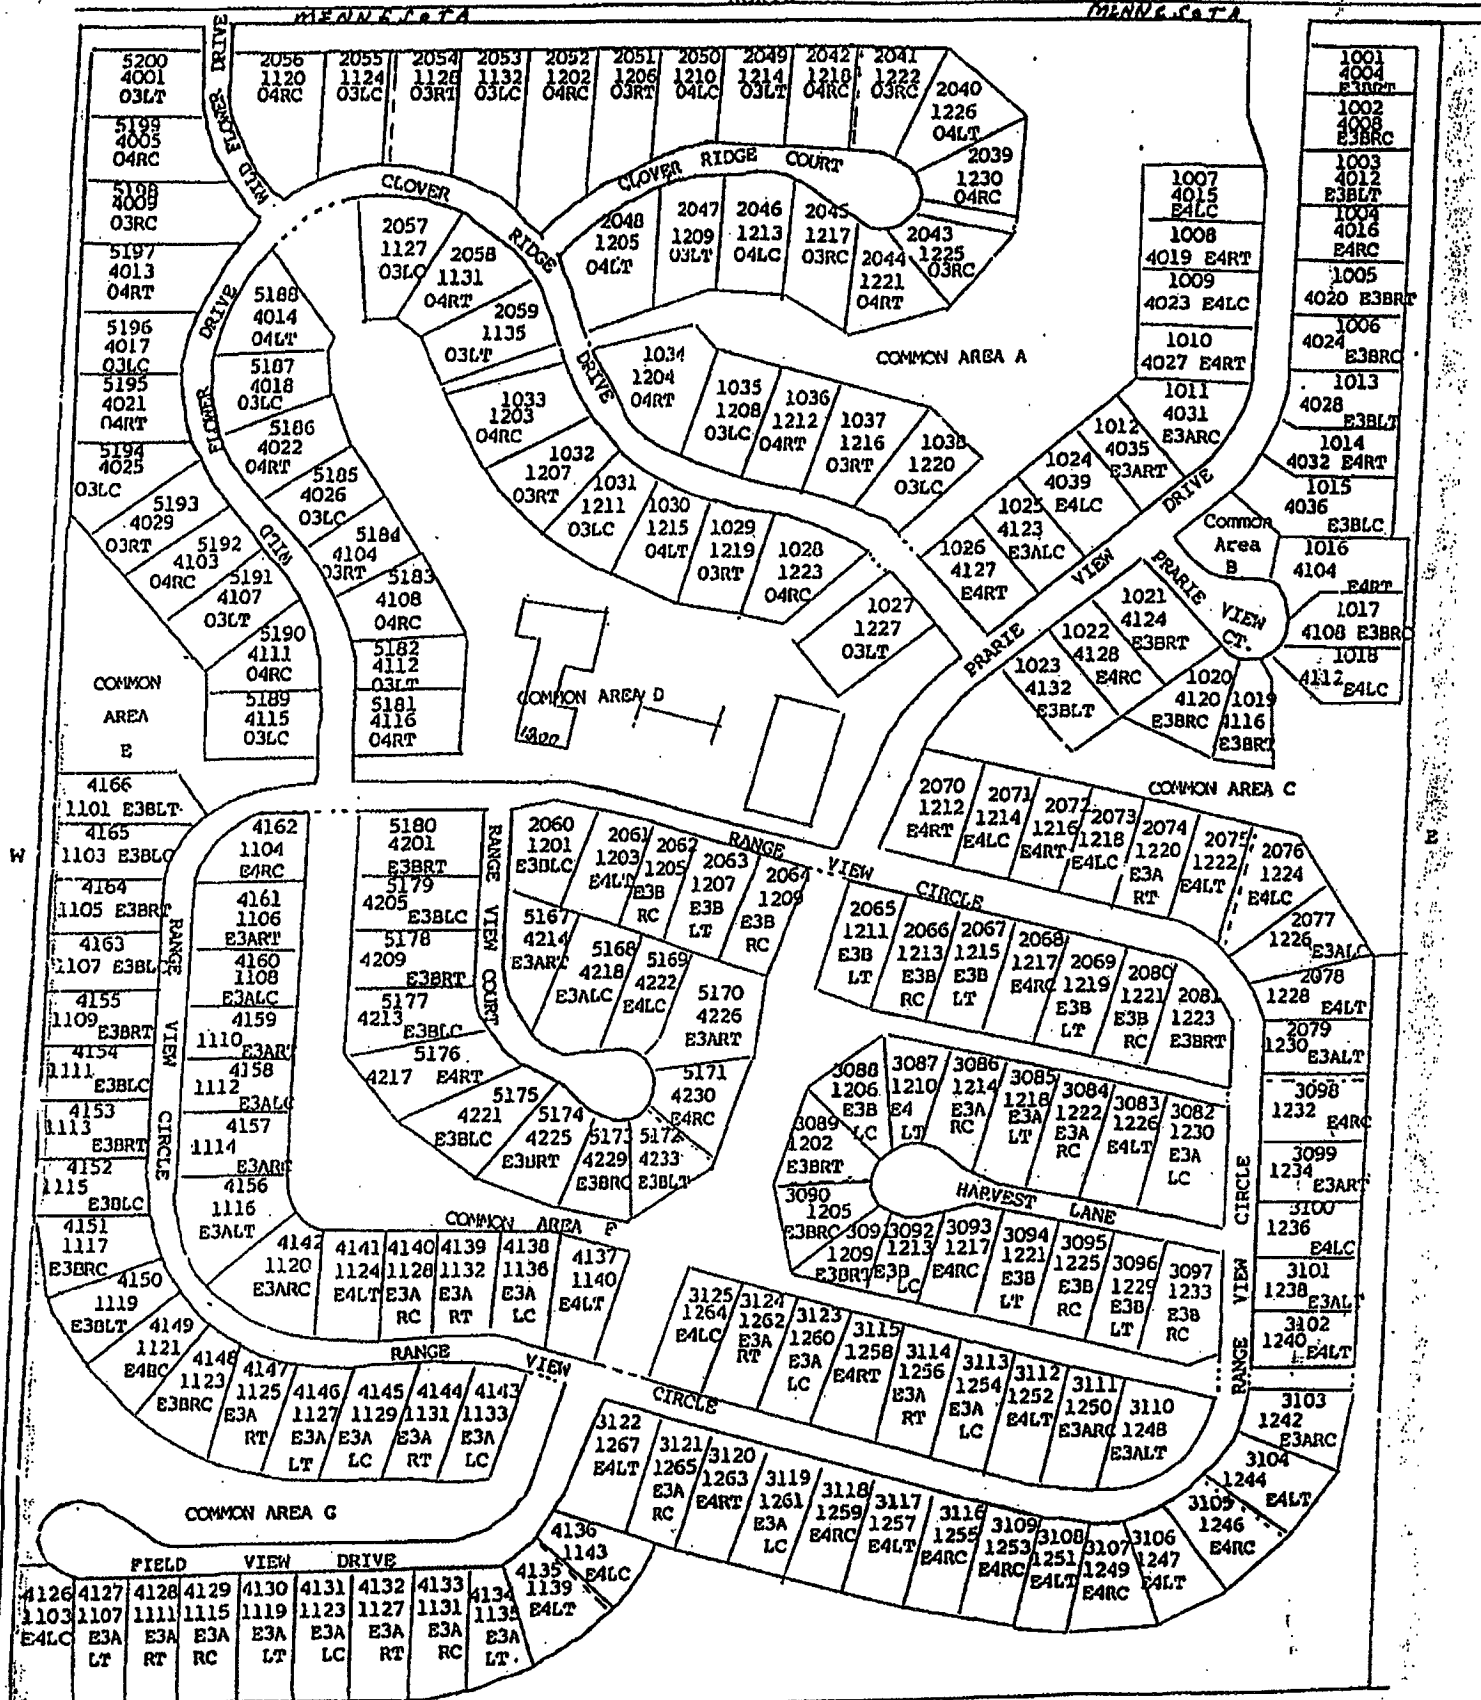 MINNESOTA
MINNESOTA
WILD FLOWER DRIVE
5200
4001
03LT
5199
4005
04RC
5198
4009
03RC
5197
4013
04RT
5196
4017
03LC
5195
4021
04RT
5194
4025
03LC
5193
4029
03RT
5192
4103
04RC
5191
4107
03LT
5190
4111
04RC
5189
4115
03LC
2056
1120
04RC
2055
1124
03LC
2054
1128
03RT
2053
1132
03LC
2052
1202
04RC
2051
1206
03RT
2050
1210
04LC
2049
1214
03LT
2042
1218
04RC
2041
1222
03RC
2040
1226
04LT
2039
1230
04RC
CLOVER RIDGE COURT
CLOVER RIDGE DRIVE
2057
1127
03LC
2058
1131
04RT
2059
1135
03LT
2048
1205
04LT
2047
1209
03LT
2046
1213
04LC
2045
1217
03RC
2044
1221
04RT
2043
1225
03RC
COMMON AREA A
1001
4004
E3BRT
1002
4008
E3BRC
1003
4012
E3BLT
1004
4016
E4RC
1005
4020 E3BRT
1006
4024
E3BRC
1013
4028
E3BLT
1014
4032 E4RT
1015
4036
E3BLC
1016
4104
E4RT
1017
4108 E3BRC
1018
4112
E4LC
1007
4015
E4LC
1008
4019 E4RT
1009
4023 E4LC
1010
4027 E4RT
1011
4031
E3ARC
1012
4035
E3ART
1024
4039
E4LC
1025
4123
E3ALC
1026
4127
E4RT
Common
Area
B
PRARIE VIEW DRIVE
PRARIE VIEW CT.
1021
4124
E3BRT
1022
4128
E4RC
1023
4132
E3BLT
1020
4120
E3BRC
1019
4116
E3BRT
WILD FLOWER DRIVE
5188
4014
04LT
5187
4018
03LC
5186
4022
04RT
5185
4026
03LC
5184
4104
03RT
5183
4108
04RC
5182
4112
03LT
5181
4116
04RT
1034
1204
04RT
1035
1208
03LC
1036
1212
04RT
1037
1216
03RT
1038
1220
03LC
1033
1203
04RC
1032
1207
03RT
1031
1211
03LC
1030
1215
04LT
1029
1219
03RT
1028
1223
04RC
1027
1227
03LT
COMMON AREA D
1200
COMMON
AREA
E
COMMON AREA C
W
E
4166
1101 E3BLT
4165
1103 E3BLC
4164
1105 E3BRT
4163
1107 E3BLC
4155
1109
E3BRT
4154
1111
E3BLC
4153
1113
E3BRT
4152
1115
E3BLC
4151
1117
E3BRC
4150
1119
E3BLT
4149
1121
E4RC
4148
1123
E3BRC
4147
1125
E3A
RT
4146
1127
E3A
LT
4145
1129
E3A
LC
4144
1131
E3A
RT
4143
1133
E3A
LC
RANGE VIEW CIRCLE
4162
1104
E4RC
4161
1106
E3ART
4160
1108
E3ALC
4159
1110
E3ART
4158
1112
E3ALC
4157
1114
E3ARC
4156
1116
E3ALT
4142
1120
E3ARC
4141
1124
E4LT
4140
1128
E3A
RC
4139
1132
E3A
RT
4138
1136
E3A
LC
4137
1140
E4LT
COMMON AREA F
5180
4201
E3BRT
5179
4205
E3BLC
5178
4209
E3BRT
5177
4213
E3BLC
5176
4217 E4RT
5175
4221
E3BLC
5174
4225
E3BRT
5173
4229
E3BRC
5172
4233
E3BLT
5171
4230
E4RC
5170
4226
E3ART
5169
4222
E4LC
5168
4218
E3ALC
5167
4214
E3ART
RANGE VIEW COURT
2060
1201
E3BLC
2061
1203
E4LT
2062
1205
E3B
RC
2063
1207
E3B
LT
2064
1209
E3B
RC
RANGE VIEW CIRCLE
2065
1211
E3B
LT
2066
1213
E3B
RC
2067
1215
E3B
LT
2068
1217
E4RC
2069
1219
E3B
LT
2080
1221
E3B
RC
2081
1223
E3BRT
2070
1212
E4RT
2071
1214
E4LC
2072
1216
E4RT
2073
1218
E4LC
2074
1220
E3A
RT
2075
1222
E4LT
2076
1224
E4LC
2077
1226
E3ALC
2078
1228
E4LT
2079
1230
E3ALT
3098
1232
E4RC
3099
1234
E3ART
3100
1236
E4LC
3101
1238
E3ALT
3102
1240
E4LT
3103
1242
E3ARC
3104
1244
E4LT
3105
1246
E4RC
3088
1206
E3B
LC
3087
1210
E4
LT
3086
1214
E3A
RC
3085
1218
E3A
LT
3084
1222
E3A
RC
3083
1226
E4LT
3082
1230
E3A
LC
3089
1202
E3BRT
3090
1205
E3BRC
3091
1209
E3BRT
3092
1213
E3B
LC
3093
1217
E4RC
3094
1221
E3B
LT
3095
1225
E3B
RC
3096
1229
E3B
LT
3097
1233
E3B
RC
HARVEST LANE
RANGE VIEW CIRCLE
3125
1264
E4LC
3124
1262
E3A
RT
3123
1260
E3A
LC
3115
1258
E4RT
3114
1256
E3A
RT
3113
1254
E3A
LC
3112
1252
E4LT
3111
1250
E3ARC
3110
1248
E3ALT
RANGE VIEW CIRCLE
3122
1267
E4LT
3121
1265
E3A
RC
3120
1263
E4RT
3119
1261
E3A
LC
3118
1259
E4RC
3117
1257
E4LT
3116
1255
E4RC
3109
1253
E4RC
3108
1251
E4LT
3107
1249
E4RC
3106
1247
E4LT
COMMON AREA G
FIELD VIEW DRIVE
4136
1143
E4LC
4135
1139
E4LT
4126
1103
E4LC
4127
1107
E3A
LT
4128
1111
E3A
RT
4129
1115
E3A
RC
4130
1119
E3A
LT
4131
1123
E3A
LC
4132
1127
E3A
RT
4133
1131
E3A
RC
4134
1135
E3A
LT